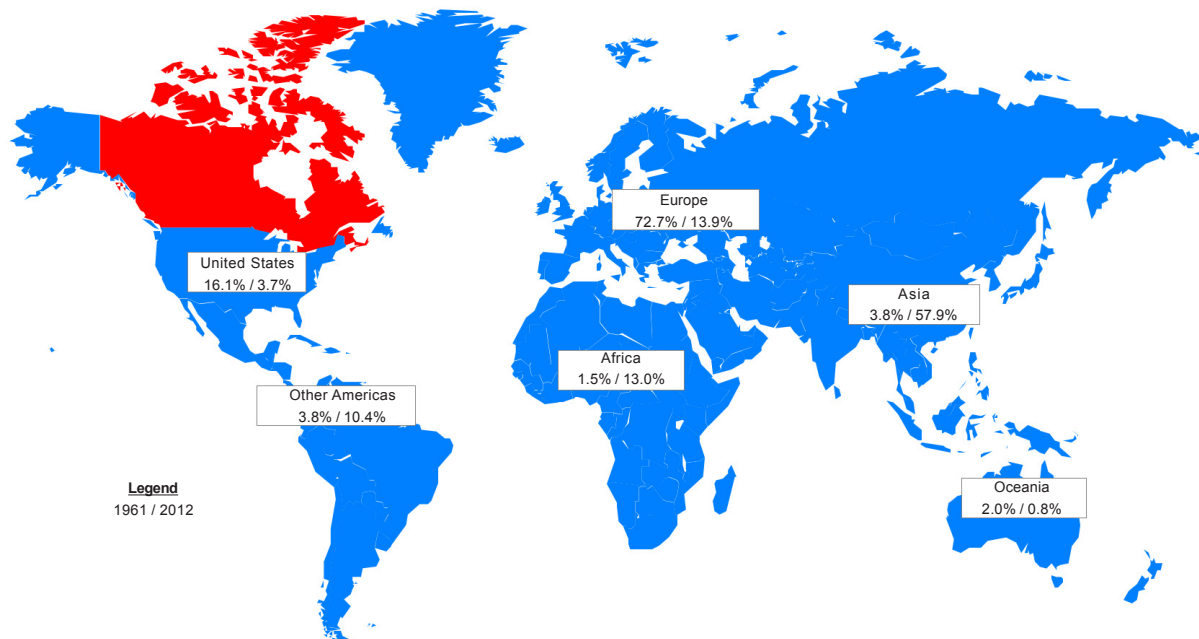 Europe
72.7% / 13.9%
United States
16.1% / 3.7%
Asia
3.8% / 57.9%
Africa
1.5% / 13.0%
Other Americas
3.8% / 10.4%
Oceania
2.0% / 0.8%
Legend
1961 / 2012